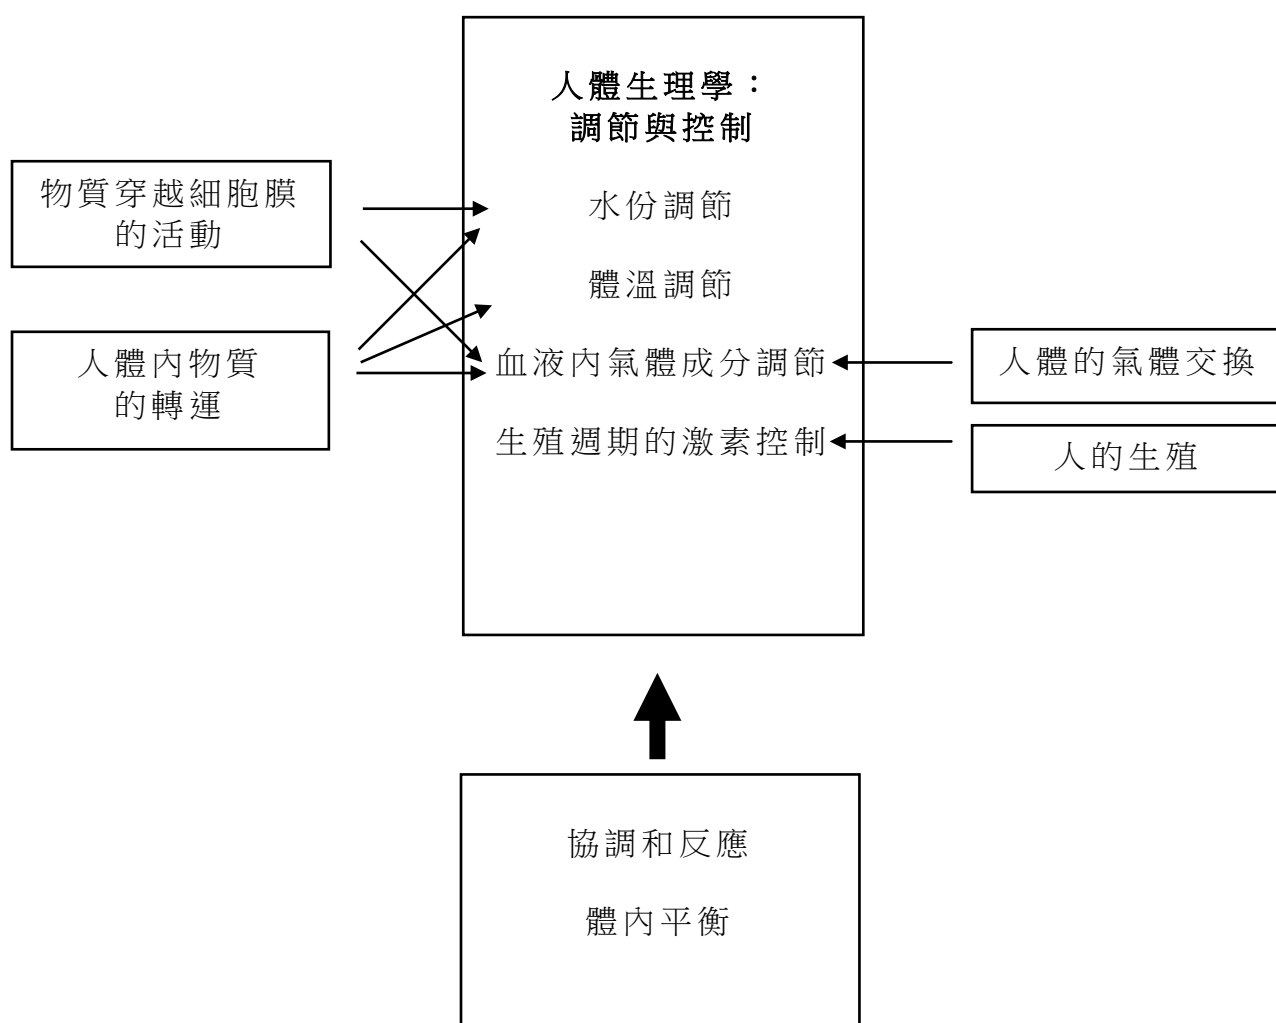 人體生理學：
調節與控制
物質穿越細胞膜
的活動
水份調節
體溫調節
人體內物質
的轉運
血液內氣體成分調節
人體的氣體交換
生殖週期的激素控制
人的生殖
協調和反應
體內平衡